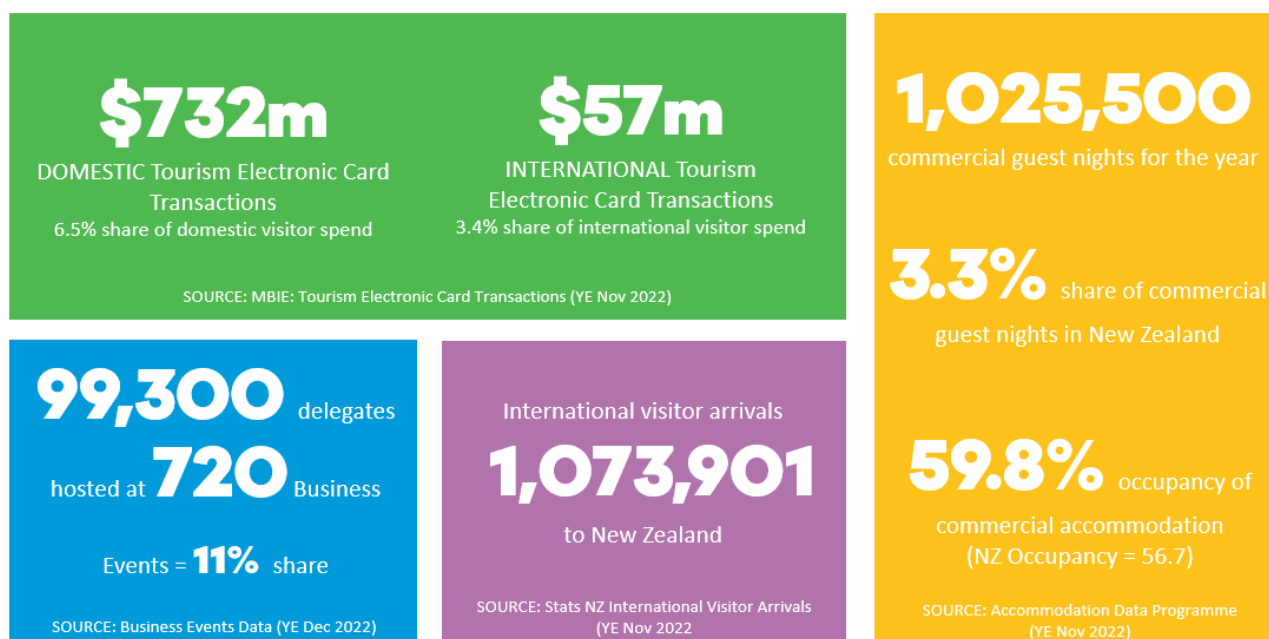 $732m
DOMESTIC Tourism Electronic Card
Transactions
6.5% share of domestic visitor spend
$57m
INTERNATIONAL Tourism
Electronic Card Transactions
3.4% share of international visitor spend
SOURCE: MBIE: Tourism Electronic Card Transactions (YE Nov 2022)
99,300 delegates
hosted at 720 Business
Events = 11% share
SOURCE: Business Events Data (YE Dec 2022)
International visitor arrivals
1,073,901
to New Zealand
SOURCE: Stats NZ International Visitor Arrivals
(YE Nov 2022
1,025,500
commercial guest nights for the year
3.3% share of commercial
guest nights in New Zealand
59.8% occupancy of
commercial accommodation
(NZ Occupancy = 56.7)
SOURCE: Accommodation Data Programme
(YE Nov 2022)